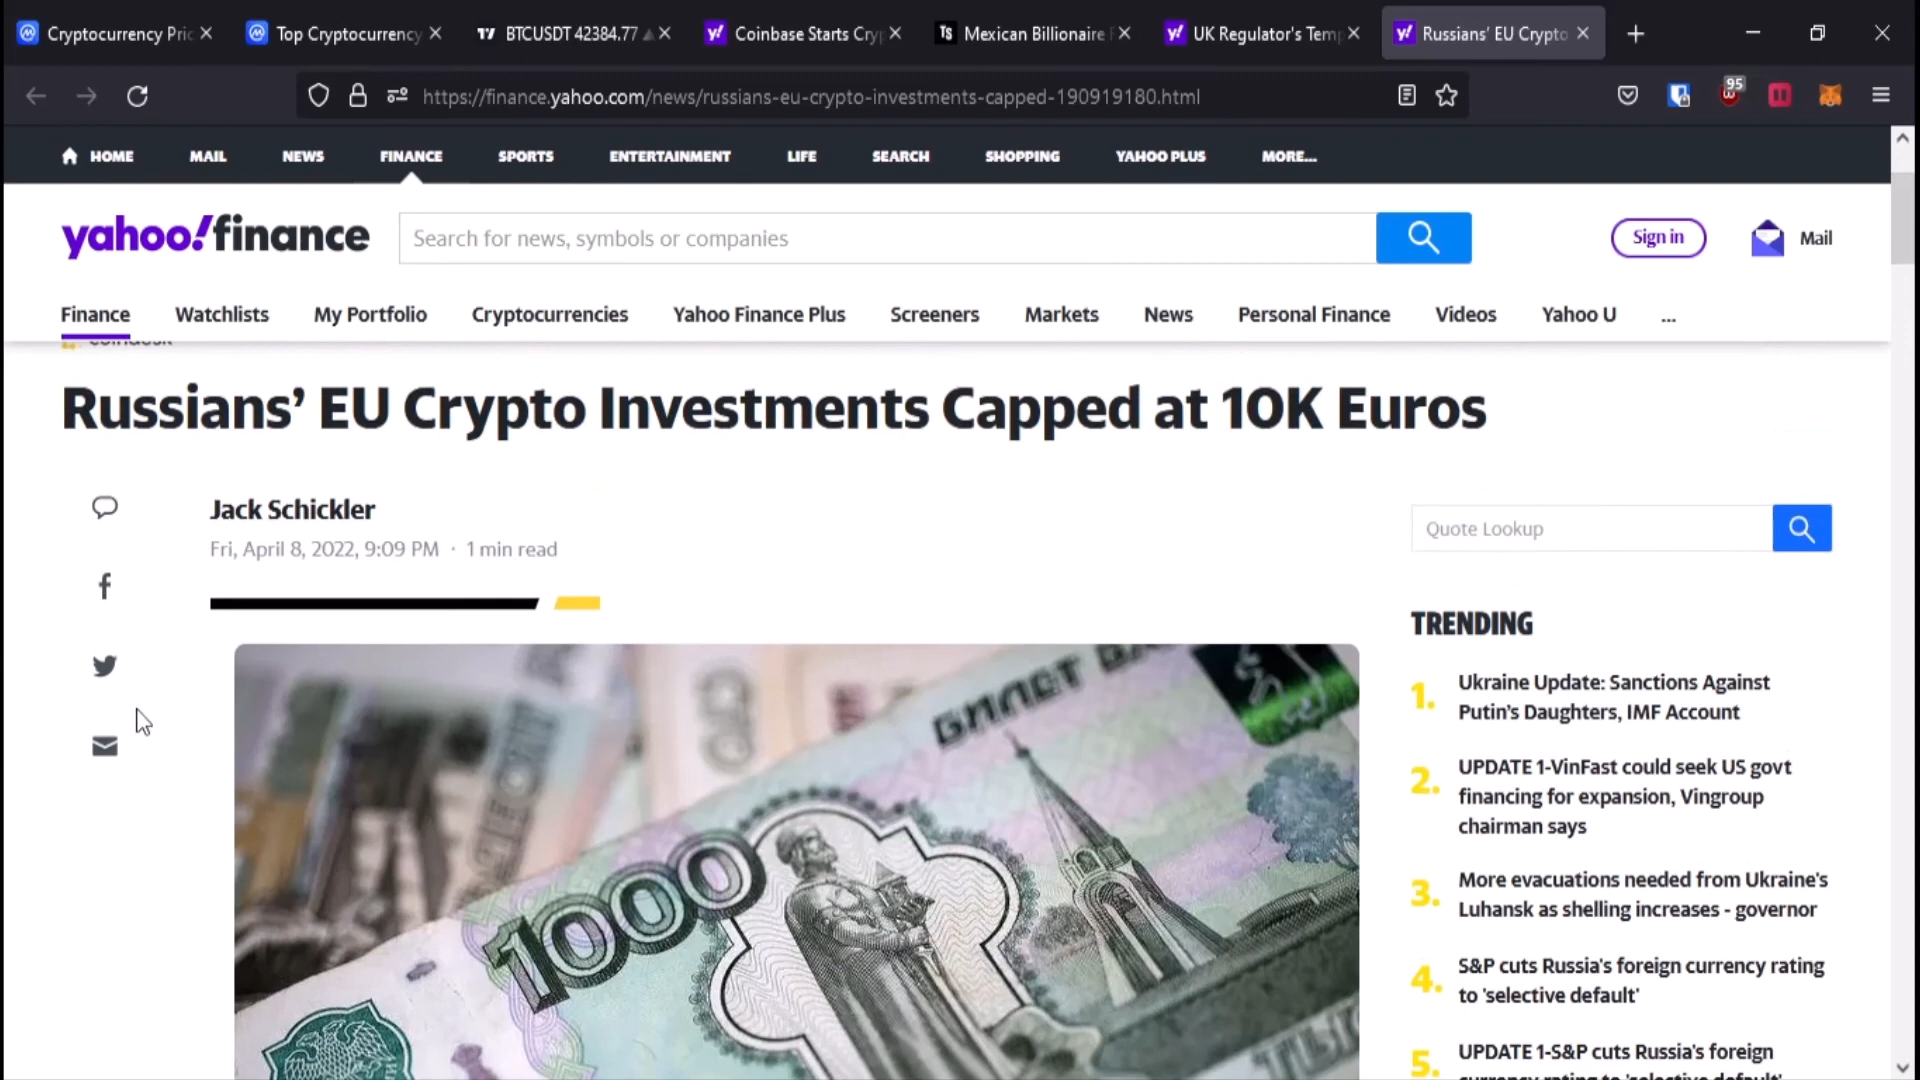 Cryptocurrency Pric
Top Cryptocurrency
BTCUSDT 42384.77
Coinbase Starts Cry
Mexican Billionaire
UK Regulator's Temp
Russians' EU Crypto
https://finance.yahoo.com/news/russians-eu-crypto-investments-capped-190919180.html
95
HOME
MAIL
NEWS
FINANCE
SPORTS
ENTERTAINMENT
LIFE
SEARCH
SHOPPING
YAHOO PLUS
MORE...
yahoo!finance
Search for news, symbols or companies
Sign in
Mail
Finance
Watchlists
My Portfolio
Cryptocurrencies
Yahoo Finance Plus
Screeners
Markets
News
Personal Finance
Videos
Yahoo U
...
coindesk
Russians’ EU Crypto Investments Capped at 10K Euros
Jack Schickler
Fri, April 8, 2022, 9:09 PM · 1 min read
Quote Lookup
TRENDING
1. Ukraine Update: Sanctions Against
Putin’s Daughters, IMF Account
2. UPDATE 1-VinFast could seek US govt
financing for expansion, Vingroup
chairman says
3. More evacuations needed from Ukraine's
Luhansk as shelling increases - governor
4. S&P cuts Russia's foreign currency rating
to 'selective default'
5. UPDATE 1-S&P cuts Russia's foreign
currency rating to 'selective default'
1000